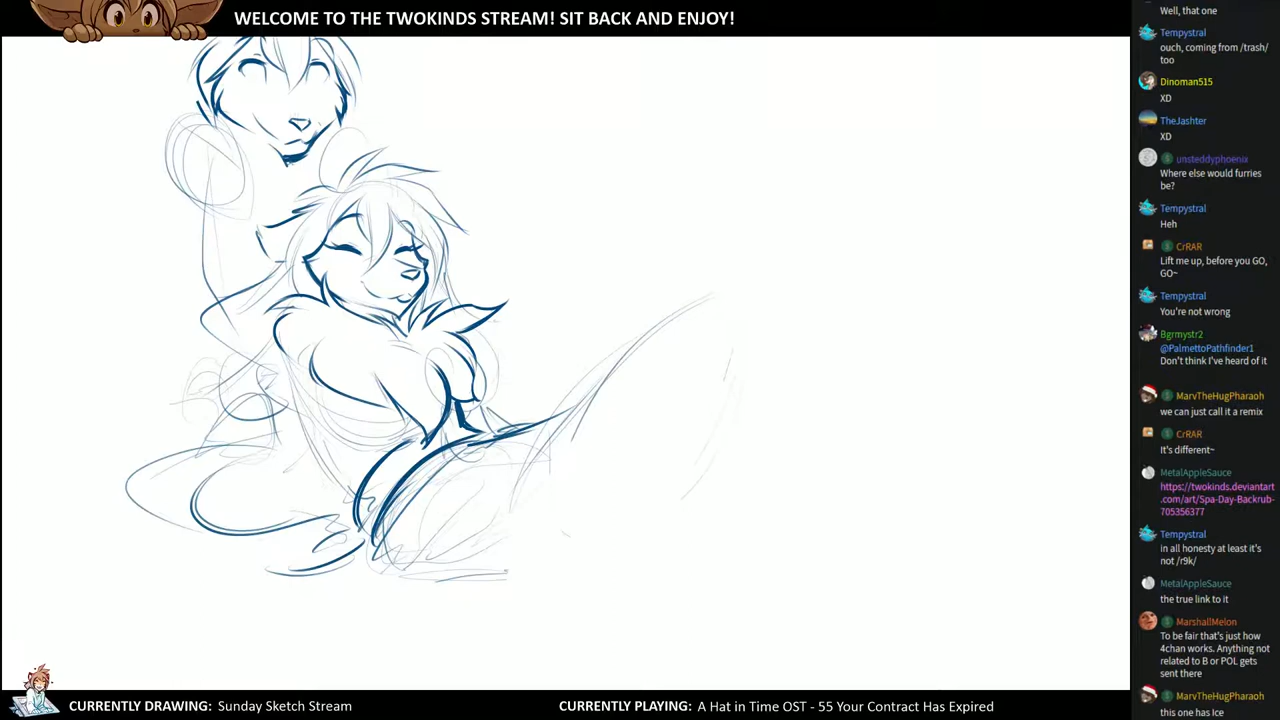 WELCOME TO THE TWOKINDS STREAM! SIT BACK AND ENJOY!
Well, that one
Tempystral
ouch, coming from /trash/
too
Dinoman515
XD
TheJashter
XD
unsteddyphoenix
Where else would furries
be?
Tempystral
Heh
CrRAR
Lift me up, before you GO,
GO~
Tempystral
You're not wrong
Bgrmystr2
@PalmettoPathfinder1
Don't think I've heard of it
MarvTheHugPharaoh
we can just call it a remix
CrRAR
It's different~
MetalAppleSauce
https://twokinds.deviantart
.com/art/Spa-Day-Backrub-
705356377
Tempystral
in all honesty at least it's
not /r9k/
MetalAppleSauce
the true link to it
MarshallMelon
To be fair that's just how
4chan works. Anything not
related to B or POL gets
sent there
MarvTheHugPharaoh
this one has Ice
CURRENTLY DRAWING: Sunday Sketch Stream
CURRENTLY PLAYING: A Hat in Time OST - 55 Your Contract Has Expired